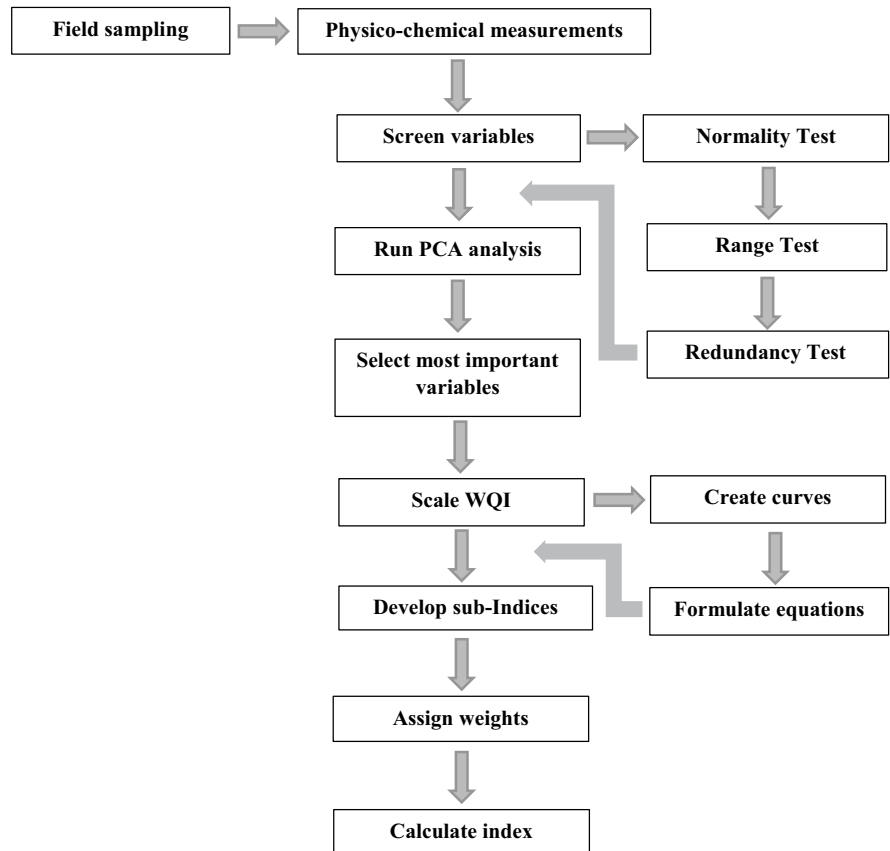 Field sampling
Physico-chemical measurements
Screen variables
Normality Test
Run PCA analysis
Range Test
Select most important
variables
Redundancy Test
Scale WQI
Create curves
Develop sub-Indices
Formulate equations
Assign weights
Calculate index